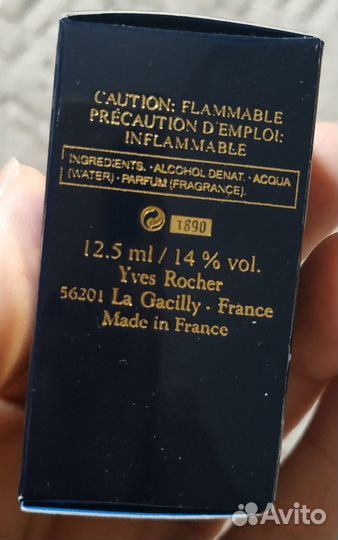 CAUTION: FLAMMABLE
PRÉCAUTION D'EMPLOI:
INFLAMMABLE
INGREDIENTS. · ALCOHOL DENAT. · ACQUA
(WATER) · PARFUM (FRAGRANCE).
1890
12.5 ml / 14 % vol.
Yves Rocher
56201 La Gacilly - France
Made in France
Avito